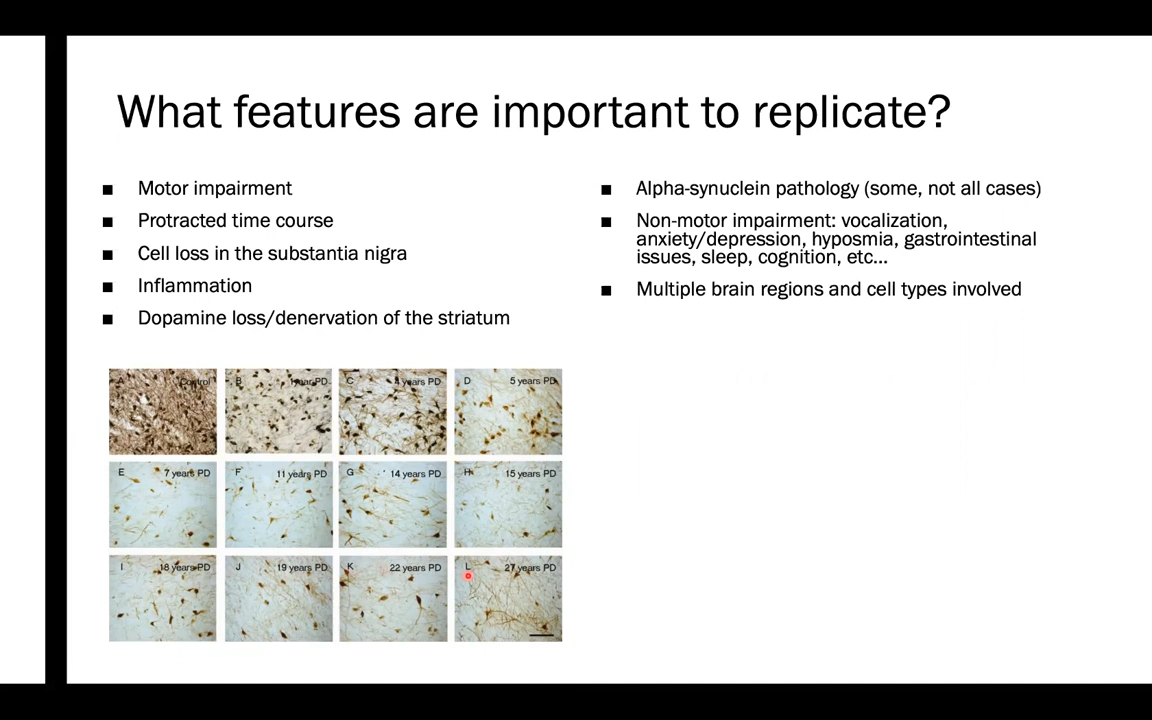 What features are important to replicate?
■ Motor impairment
■ Protracted time course
■ Cell loss in the substantia nigra
■ Inflammation
■ Dopamine loss/denervation of the striatum
■ Alpha-synuclein pathology (some, not all cases)
■ Non-motor impairment: vocalization,
anxiety/depression, hyposmia, gastrointestinal
issues, sleep, cognition, etc...
■ Multiple brain regions and cell types involved
A Control
B 1 year PD
C 4 years PD
D 5 years PD
E 7 years PD
F 11 years PD
G 14 years PD
H 15 years PD
I 18 years PD
J 19 years PD
K 22 years PD
L 27 years PD